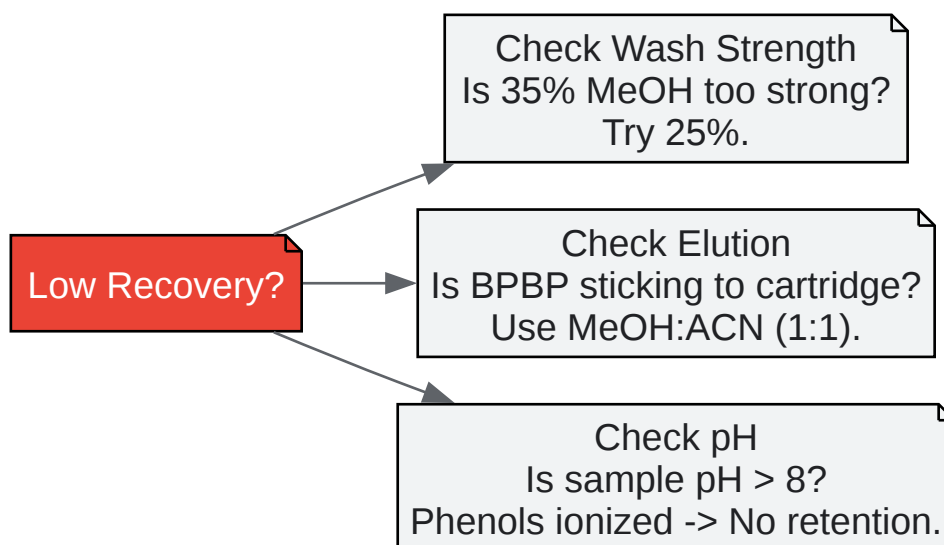 Low Recovery?
Check Wash Strength
Is 35% MeOH too strong?
Try 25%.
Check Elution
Is BPBP sticking to cartridge?
Use MeOH:ACN (1:1).
Check pH
Is sample pH > 8?
Phenols ionized -> No retention.